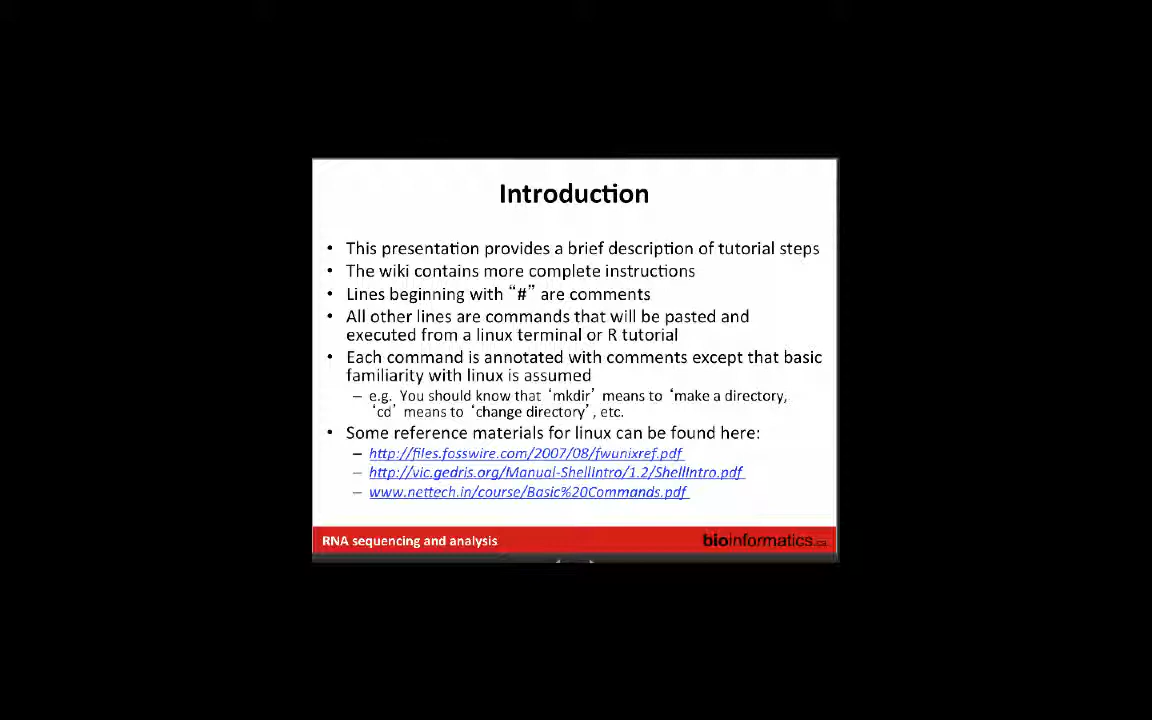 Introduction
• This presentation provides a brief description of tutorial steps
• The wiki contains more complete instructions
• Lines beginning with “#” are comments
• All other lines are commands that will be pasted and
executed from a linux terminal or R tutorial
• Each command is annotated with comments except that basic
familiarity with linux is assumed
– e.g. You should know that ‘mkdir’ means to ‘make a directory,
‘cd’ means to ‘change directory’, etc.
• Some reference materials for linux can be found here:
– http://files.fosswire.com/2007/08/fwunixref.pdf
– http://vic.gedris.org/Manual-ShellIntro/1.2/ShellIntro.pdf
– www.nettech.in/course/Basic%20Commands.pdf
RNA sequencing and analysis
bioinformatics.ca